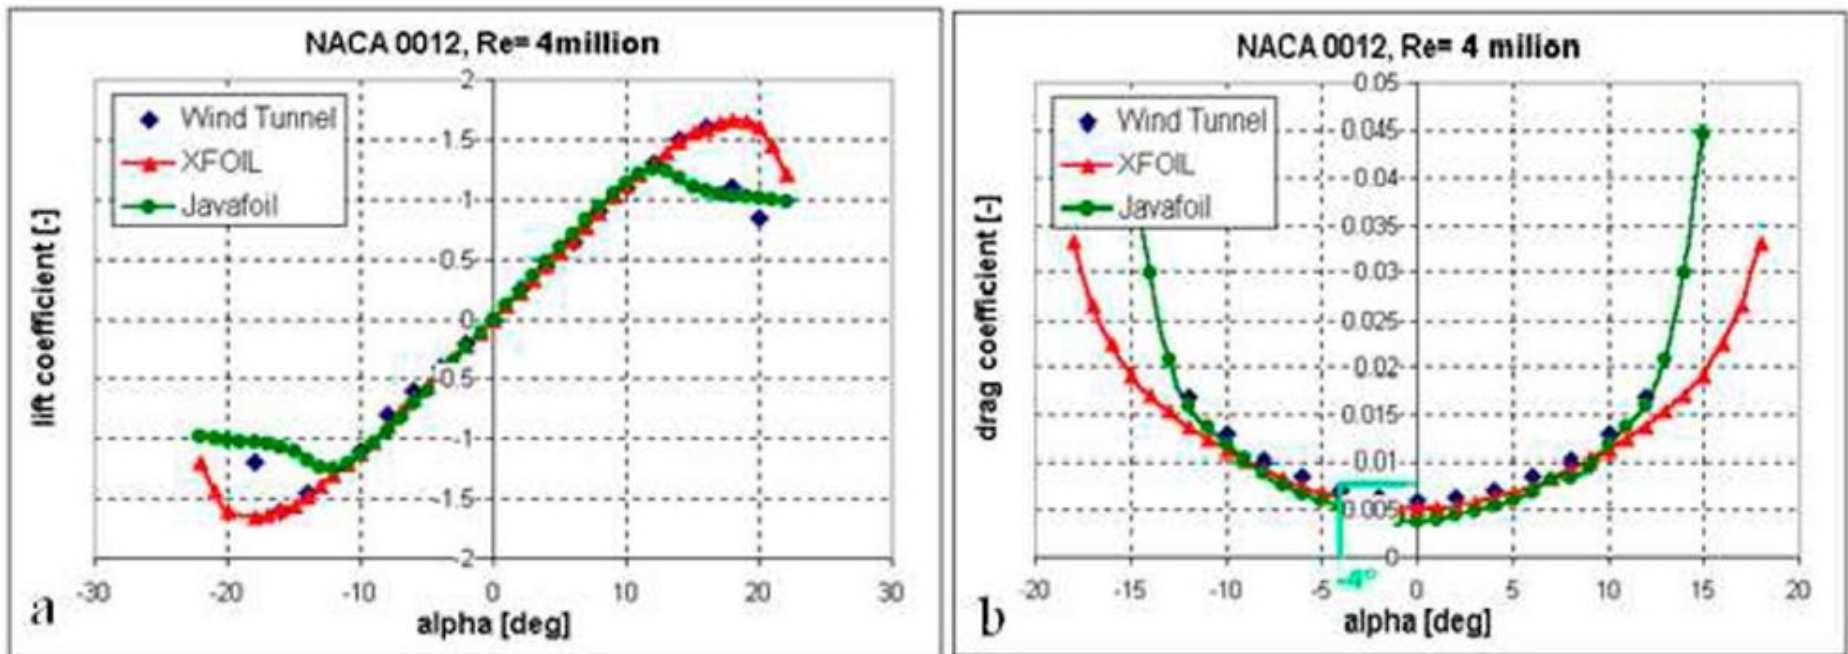 NACA 0012, Re= 4million
Wind Tunnel
XFOIL
Javafoil
lift coefficient [-]
2
1.5
1
0.5
0
-0.5
-1
-1.5
-2
-30 -20 -10 0 10 20 30
alpha [deg]
a
NACA 0012, Re= 4 milion
Wind Tunnel
XFOIL
Javafoil
drag coefficient [-]
0.05
0.045
0.04
0.035
0.03
0.025
0.02
0.015
0.01
0.005
0
-4°
-20 -15 -10 -5 0 5 10 15 20
alpha [deg]
b